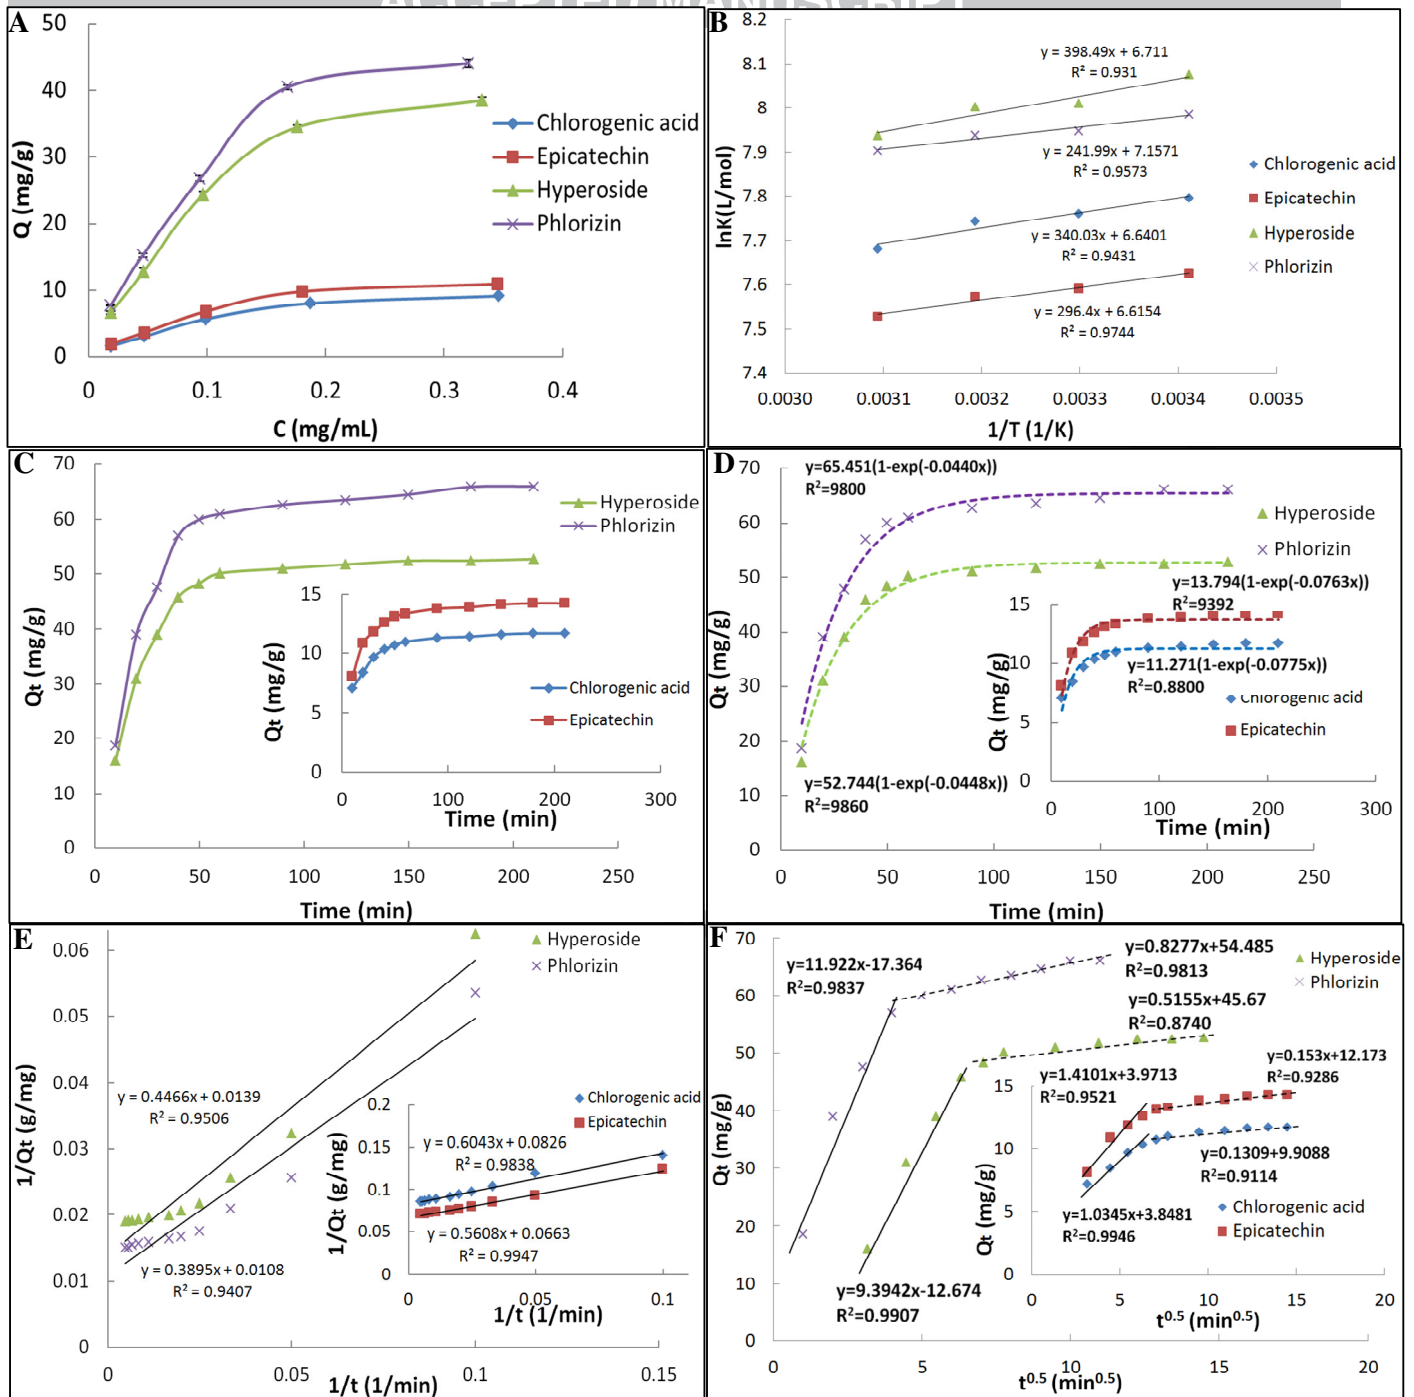 ACCEPTED MANUSCRIPT
A
50
40
30
20
10
0
Q (mg/g)
0 0.1 0.2 0.3 0.4
C (mg/mL)
Chlorogenic acid
Epicatechin
Hyperoside
Phlorizin
B
8.2
8.1
8
7.9
7.8
7.7
7.6
7.5
7.4
lnK(L/mol)
y = 398.49x + 6.711
R² = 0.931
y = 241.99x + 7.1571
R² = 0.9573
y = 340.03x + 6.6401
R² = 0.9431
y = 296.4x + 6.6154
R² = 0.9744
Chlorogenic acid
Epicatechin
Hyperoside
Phlorizin
0.0030 0.0031 0.0032 0.0033 0.0034 0.0035
1/T (1/K)
C
70
60
50
40
30
20
10
0
Qt (mg/g)
Hyperoside
Phlorizin
15
10
5
0
Qt (mg/g)
Chlorogenic acid
Epicatechin
0 100 200 300
Time (min)
0 50 100 150 200 250
Time (min)
D
70
60
50
40
30
20
10
0
Qt (mg/g)
y=65.451(1-exp(-0.0440x))
R²=9800
Hyperoside
Phlorizin
y=13.794(1-exp(-0.0763x))
R²=9392
15
10
5
0
Qt (mg/g)
y=11.271(1-exp(-0.0775x))
R²=0.8800
Chlorogenic acid
Epicatechin
y=52.744(1-exp(-0.0448x))
R²=9860
0 100 200 300
Time (min)
0 50 100 150 200 250
Time (min)
E
0.06
0.05
0.04
0.03
0.02
0.01
0
1/Qt (g/mg)
Hyperoside
Phlorizin
y = 0.4466x + 0.0139
R² = 0.9506
y = 0.3895x + 0.0108
R² = 0.9407
0.2
0.15
0.1
0.05
0
1/Qt (g/mg)
Chlorogenic acid
Epicatechin
y = 0.6043x + 0.0826
R² = 0.9838
y = 0.5608x + 0.0663
R² = 0.9947
0 0.05 0.1
1/t (1/min)
0 0.05 0.1 0.15
1/t (1/min)
F
70
60
50
40
30
20
10
0
Qt (mg/g)
y=11.922x-17.364
R²=0.9837
y=0.8277x+54.485
R²=0.9813
Hyperoside
Phlorizin
y=0.5155x+45.67
R²=0.8740
y=9.3942x-12.674
R²=0.9907
15
10
5
0
Qt (mg/g)
y=1.4101x+3.9713
R²=0.9521
y=0.153x+12.173
R²=0.9286
y=0.1309+9.9088
R²=0.9114
y=1.0345x+3.8481
R²=0.9946
Chlorogenic acid
Epicatechin
0 5 10 15 20
t⁰·⁵ (min⁰·⁵)
0 5 10 15 20
t⁰·⁵ (min⁰·⁵)